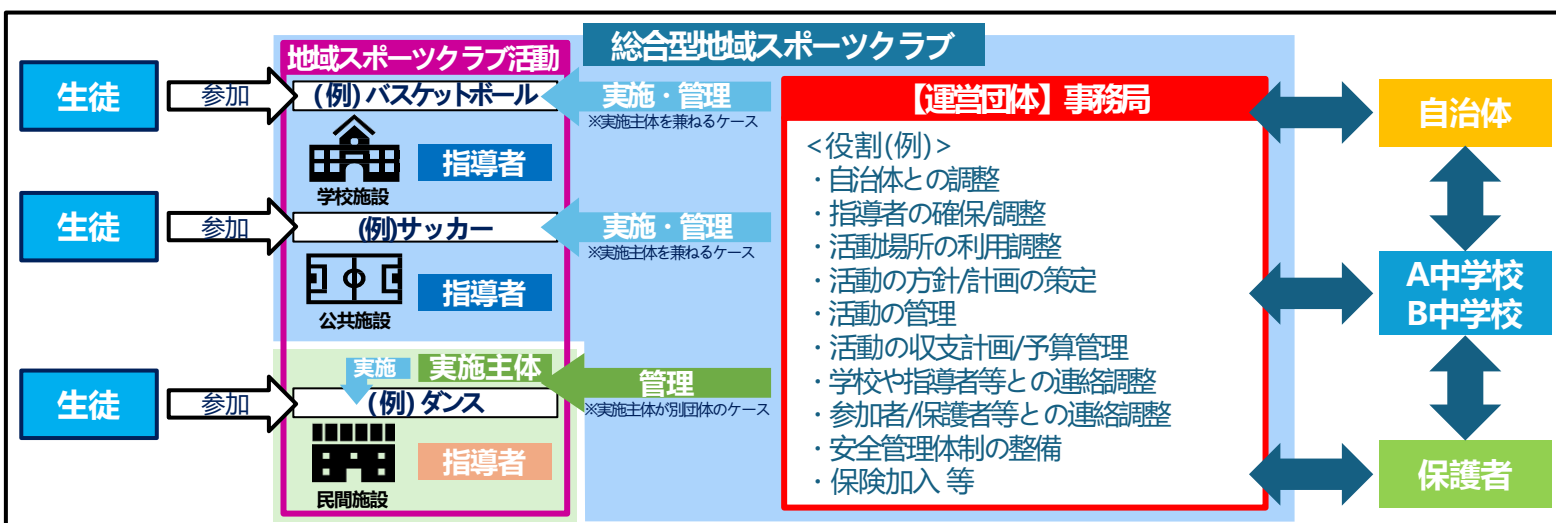 総合型地域スポーツクラブ
地域スポーツクラブ活動
生徒
参加
(例) バスケットボール
実施・管理
※実施主体を兼ねるケース
学校施設
指導者
生徒
参加
(例)サッカー
実施・管理
※実施主体を兼ねるケース
公共施設
指導者
実施
実施主体
生徒
参加
(例) ダンス
管理
※実施主体が別団体のケース
民間施設
指導者
【運営団体】事務局
<役割(例)>
・自治体との調整
・指導者の確保/調整
・活動場所の利用調整
・活動の方針/計画の策定
・活動の管理
・活動の収支計画/予算管理
・学校や指導者等との連絡調整
・参加者/保護者等との連絡調整
・安全管理体制の整備
・保険加入 等
自治体
A中学校
B中学校
保護者